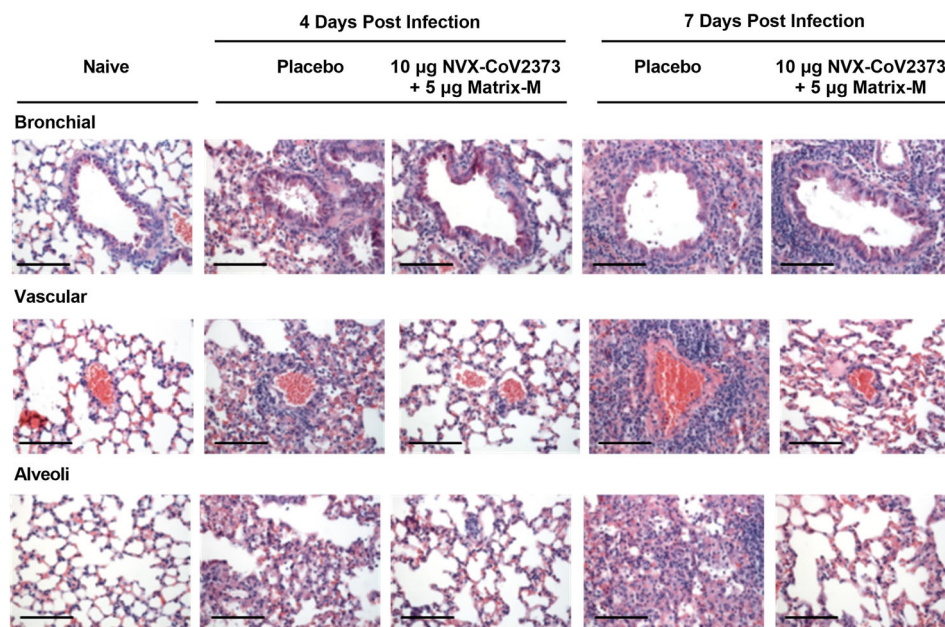 4 Days Post Infection
7 Days Post Infection
Naive
Placebo
10 µg NVX-CoV2373
+ 5 µg Matrix-M
Placebo
10 µg NVX-CoV2373
+ 5 µg Matrix-M
Bronchial
Vascular
Alveoli